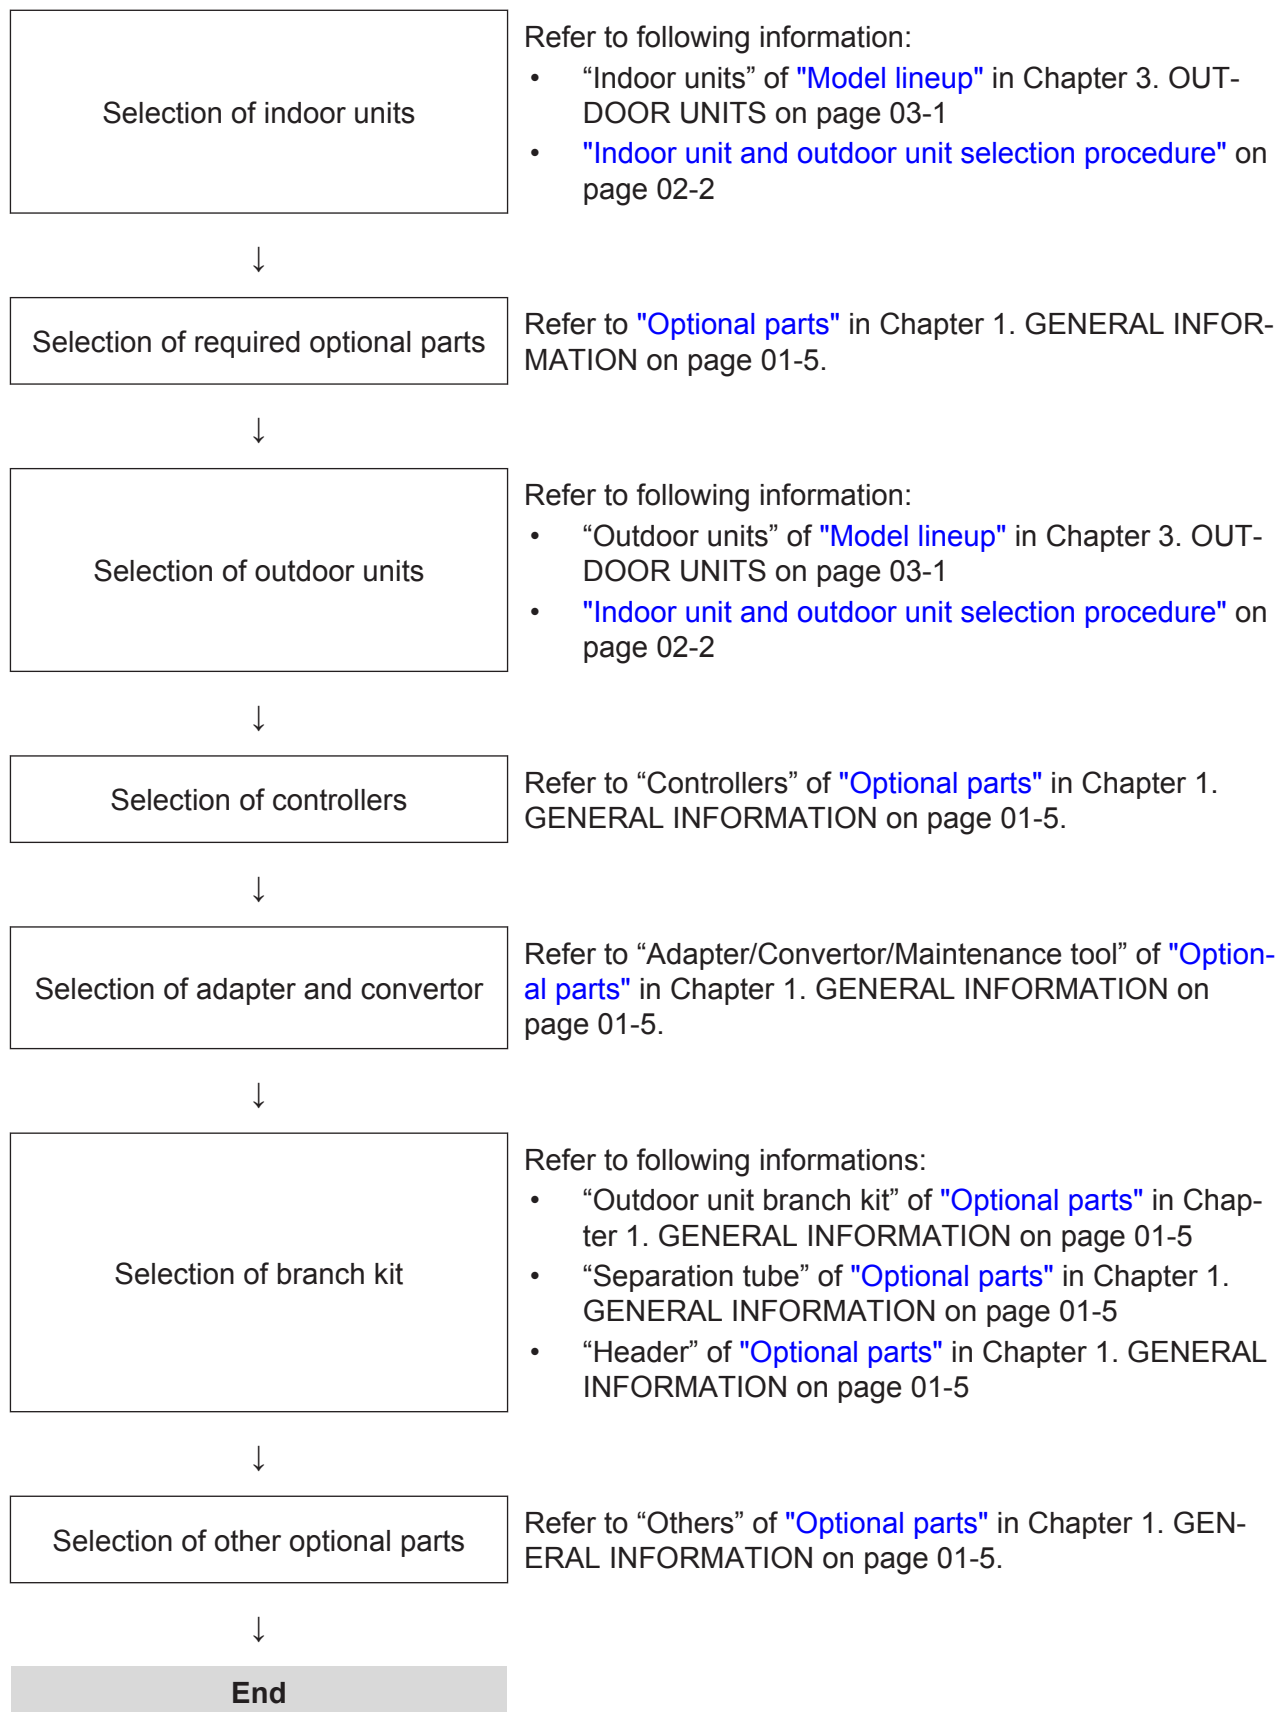 Selection of indoor units
Refer to following information:
• “Indoor units” of "Model lineup" in Chapter 3. OUT-
DOOR UNITS on page 03-1
• "Indoor unit and outdoor unit selection procedure" on
page 02-2
↓
Selection of required optional parts
Refer to "Optional parts" in Chapter 1. GENERAL INFOR-
MATION on page 01-5.
↓
Selection of outdoor units
Refer to following information:
• “Outdoor units” of "Model lineup" in Chapter 3. OUT-
DOOR UNITS on page 03-1
• "Indoor unit and outdoor unit selection procedure" on
page 02-2
↓
Selection of controllers
Refer to “Controllers” of "Optional parts" in Chapter 1.
GENERAL INFORMATION on page 01-5.
↓
Selection of adapter and convertor
Refer to “Adapter/Convertor/Maintenance tool” of "Option-
al parts" in Chapter 1. GENERAL INFORMATION on
page 01-5.
↓
Selection of branch kit
Refer to following informations:
• “Outdoor unit branch kit” of "Optional parts" in Chap-
ter 1. GENERAL INFORMATION on page 01-5
• “Separation tube” of "Optional parts" in Chapter 1.
GENERAL INFORMATION on page 01-5
• “Header” of "Optional parts" in Chapter 1. GENERAL
INFORMATION on page 01-5
↓
Selection of other optional parts
Refer to “Others” of "Optional parts" in Chapter 1. GEN-
ERAL INFORMATION on page 01-5.
↓
End